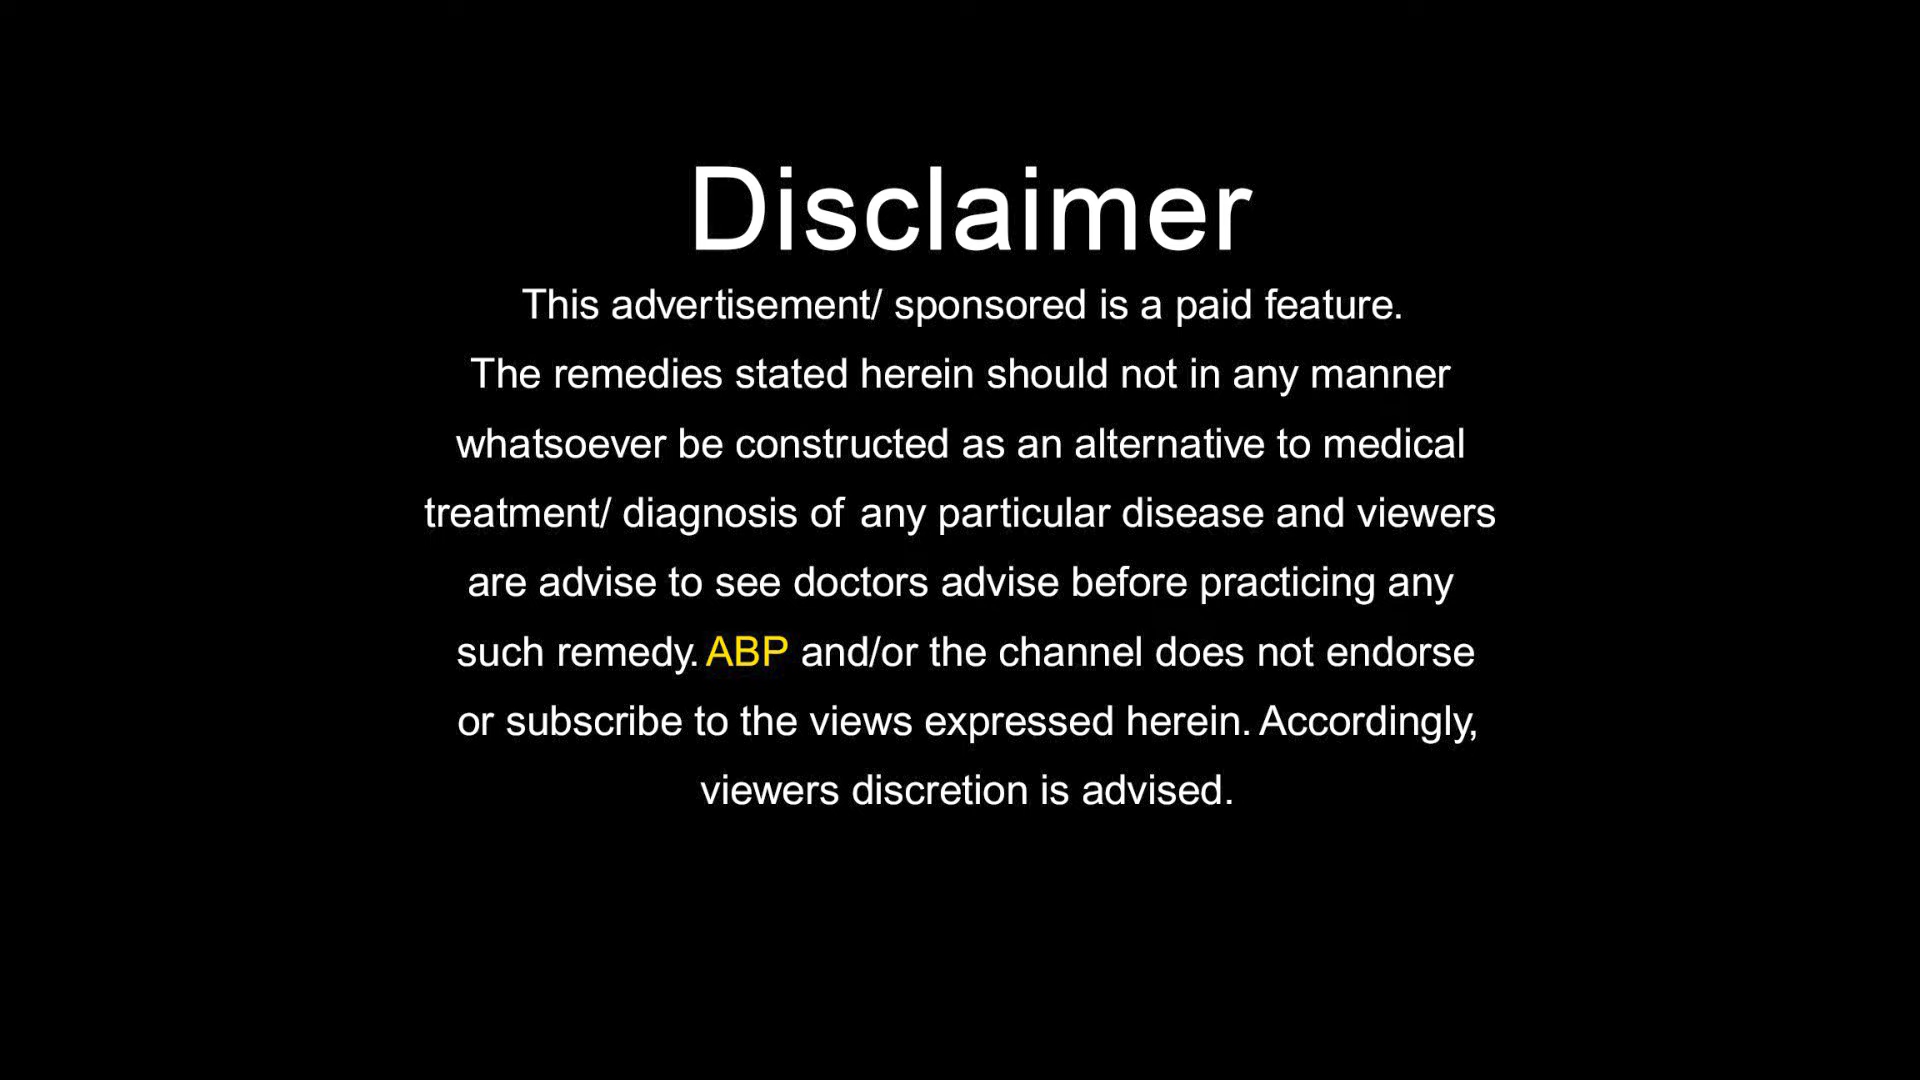 Disclaimer
This advertisement/ sponsored is a paid feature.
The remedies stated herein should not in any manner
whatsoever be constructed as an alternative to medical
treatment/ diagnosis of any particular disease and viewers
are advise to see doctors advise before practicing any
such remedy. ABP and/or the channel does not endorse
or subscribe to the views expressed herein. Accordingly,
viewers discretion is advised.